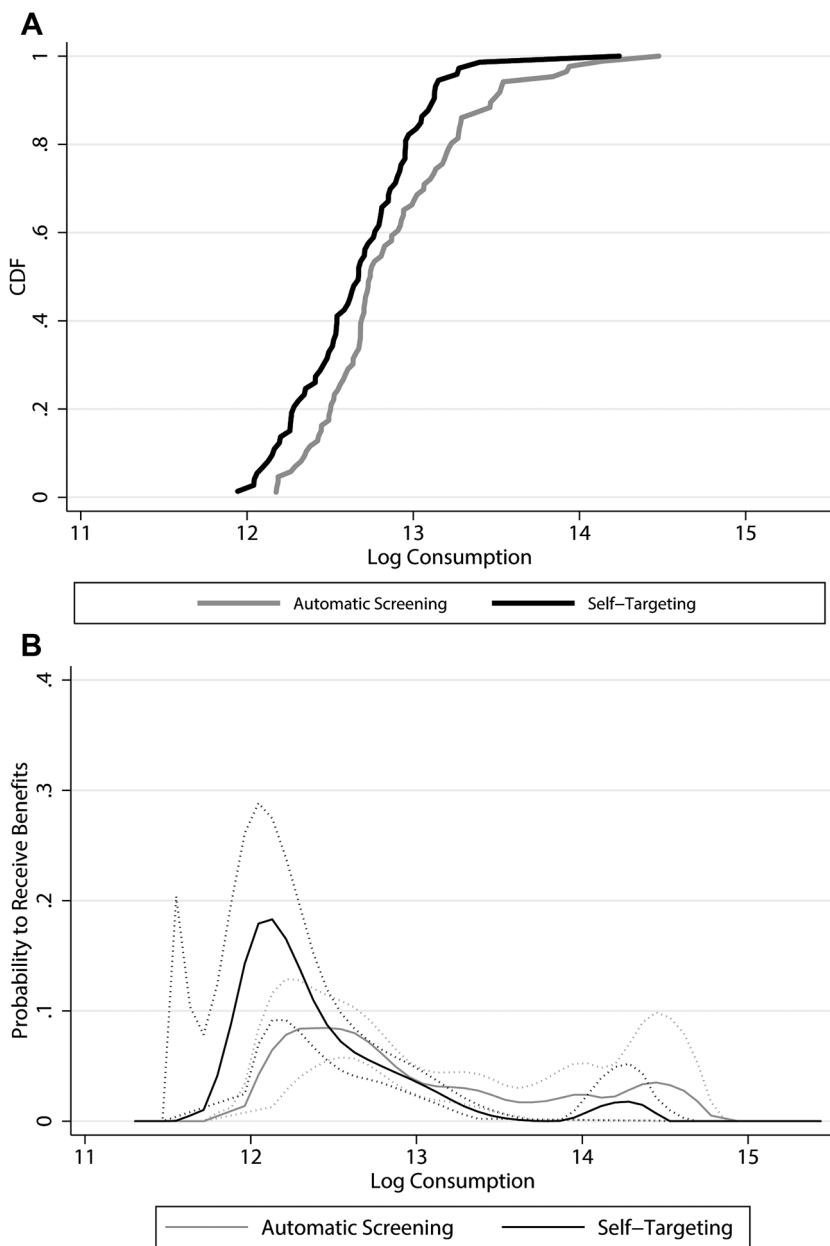 A
CDF
1
.8
.6
.4
.2
0
11 12 13 14 15
Log Consumption
Automatic Screening Self−Targeting
B
Probability to Receive Benefits
.4
.3
.2
.1
0
11 12 13 14 15
Log Consumption
Automatic Screening Self−Targeting